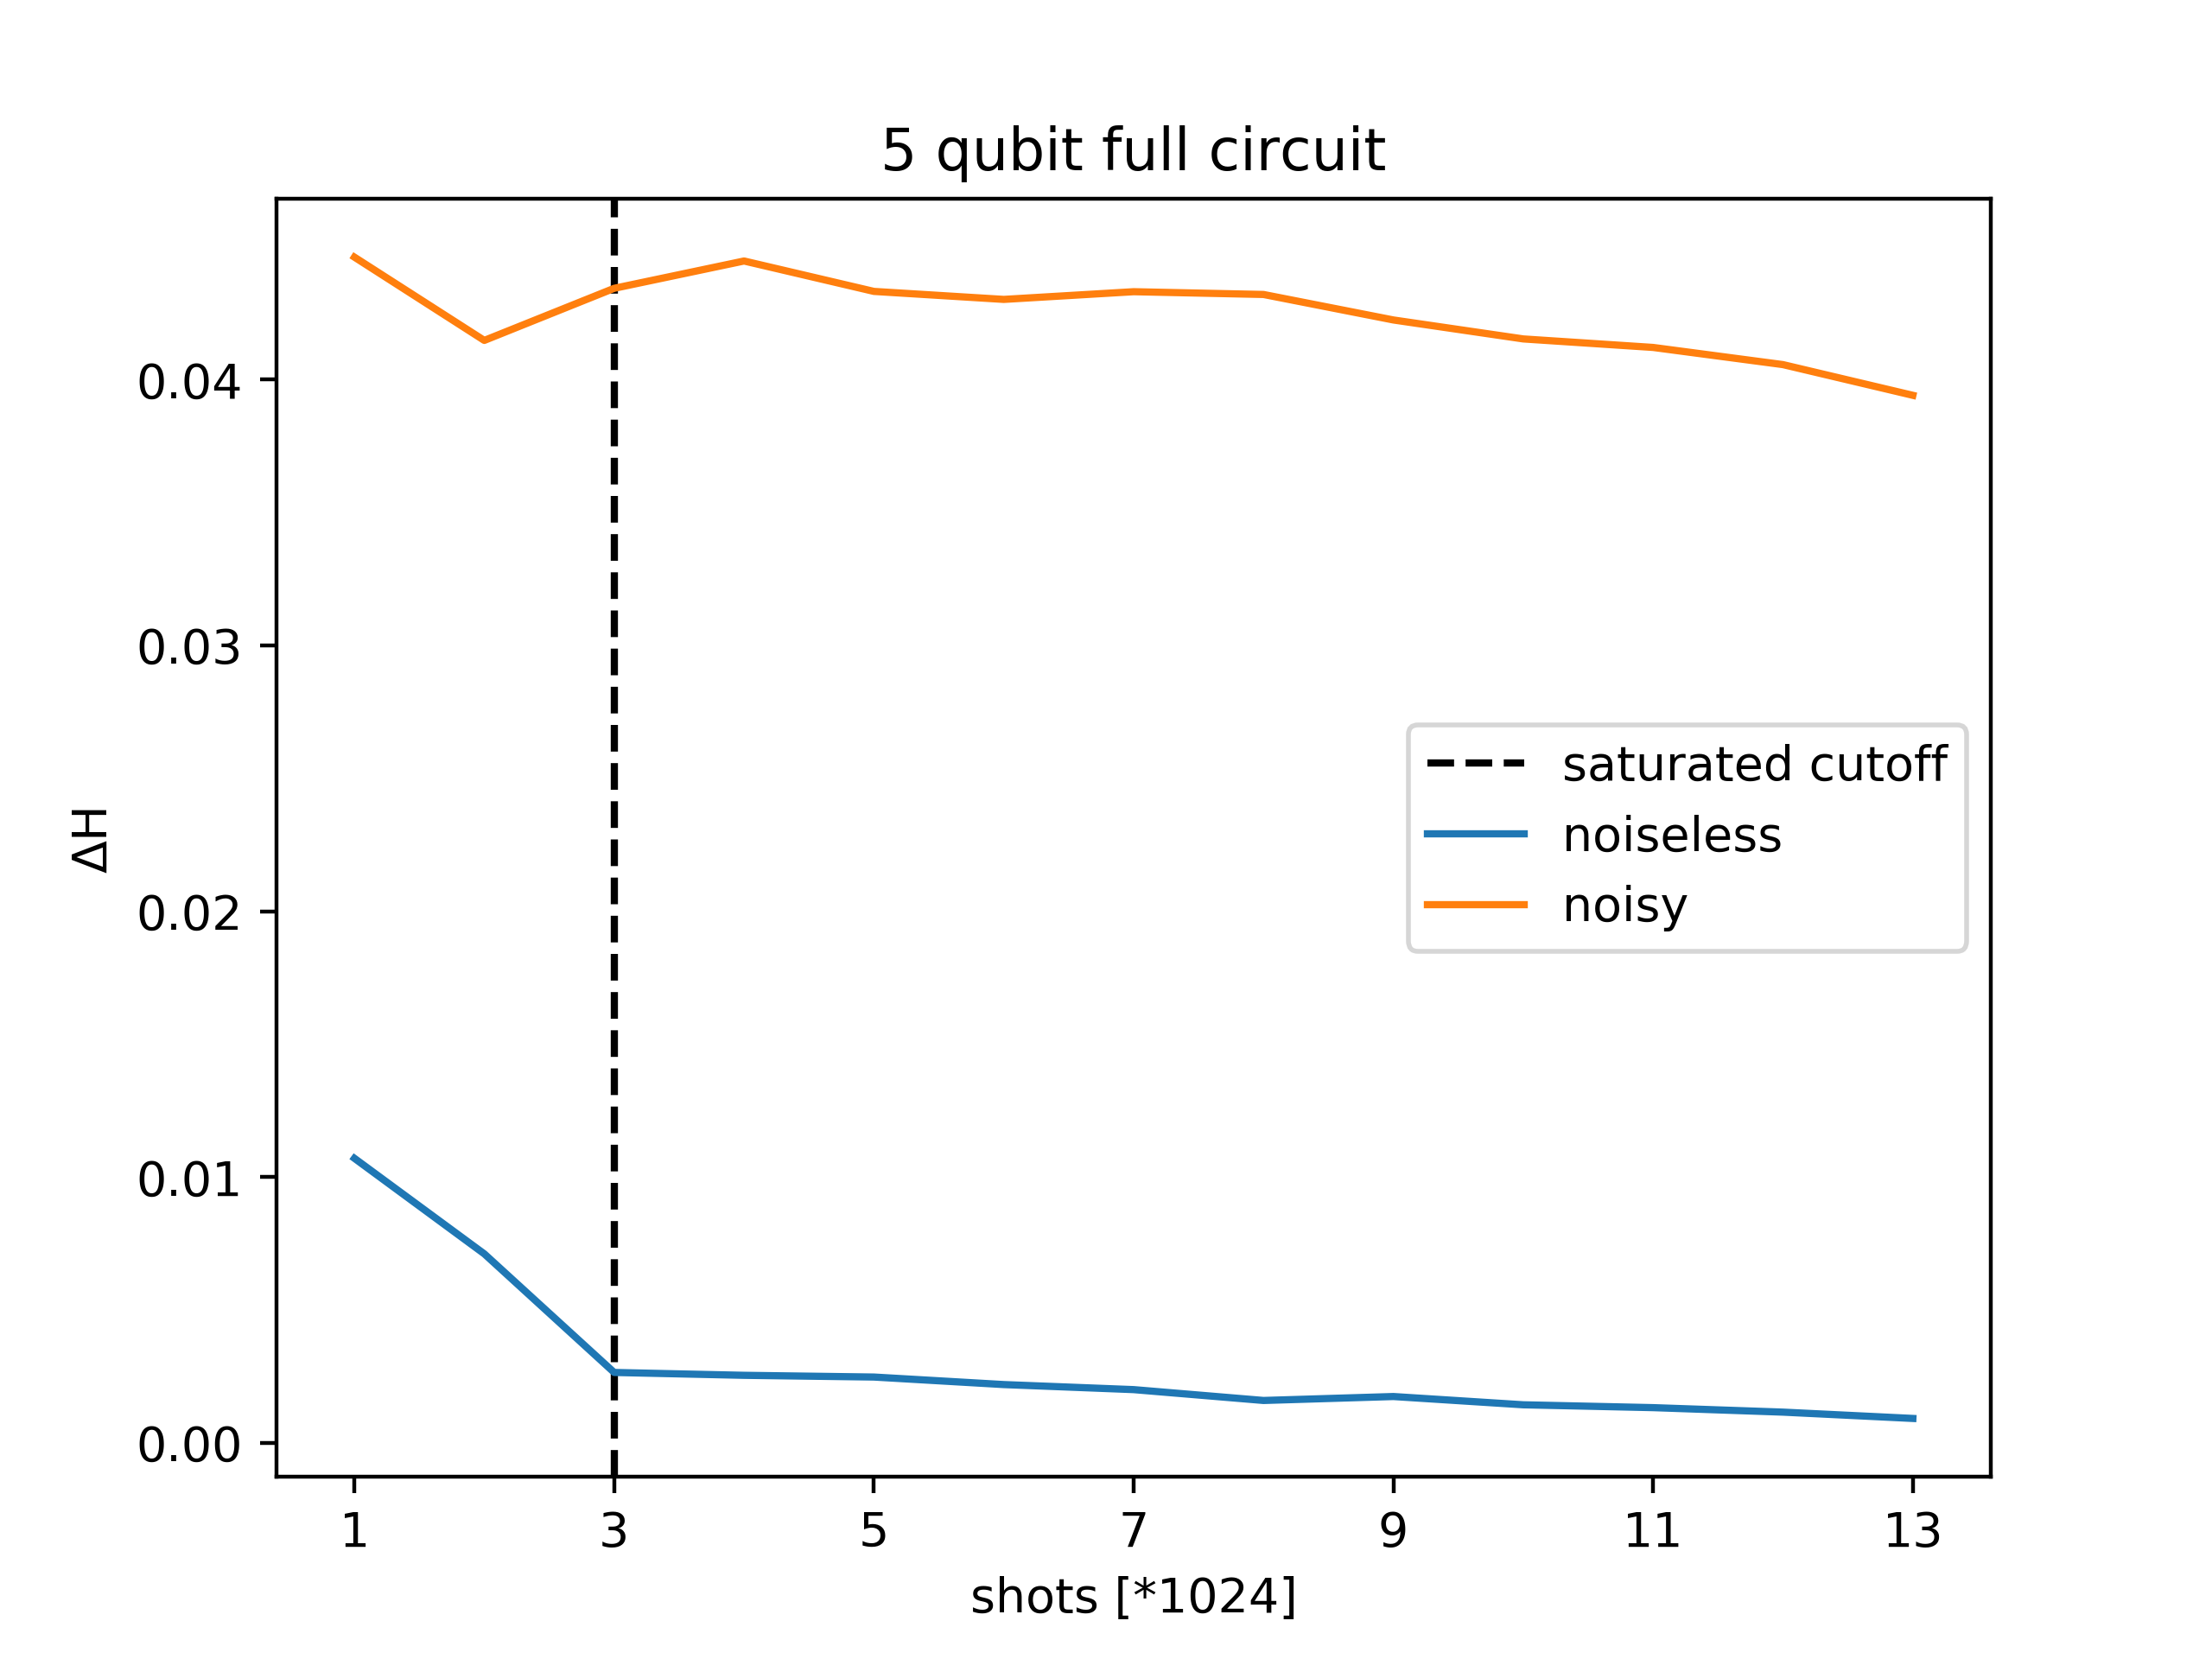 5 qubit full circuit
ΔH
0.04
0.03
0.02
0.01
0.00
saturated cutoff
noiseless
noisy
1 3 5 7 9 11 13
shots [*1024]